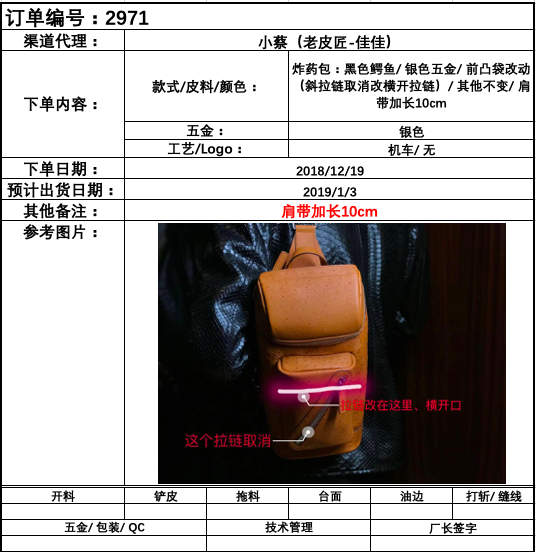 订单编号：2971
渠道代理：
小蔡（老皮匠-佳佳）
下单内容：
款式/皮料/颜色：
炸药包：黑色鳄鱼/ 银色五金/ 前凸袋改动
（斜拉链取消改横开拉链）/ 其他不变/ 肩
带加长10cm
五金：
银色
工艺/Logo：
机车/ 无
下单日期：
2018/12/19
预计出货日期：
2019/1/3
其他备注：
肩带加长10cm
参考图片：
拉链改在这里、横开口
这个拉链取消
开料
铲皮
拖料
台面
油边
打斩/ 缝线
五金/ 包装/ QC
技术管理
厂长签字